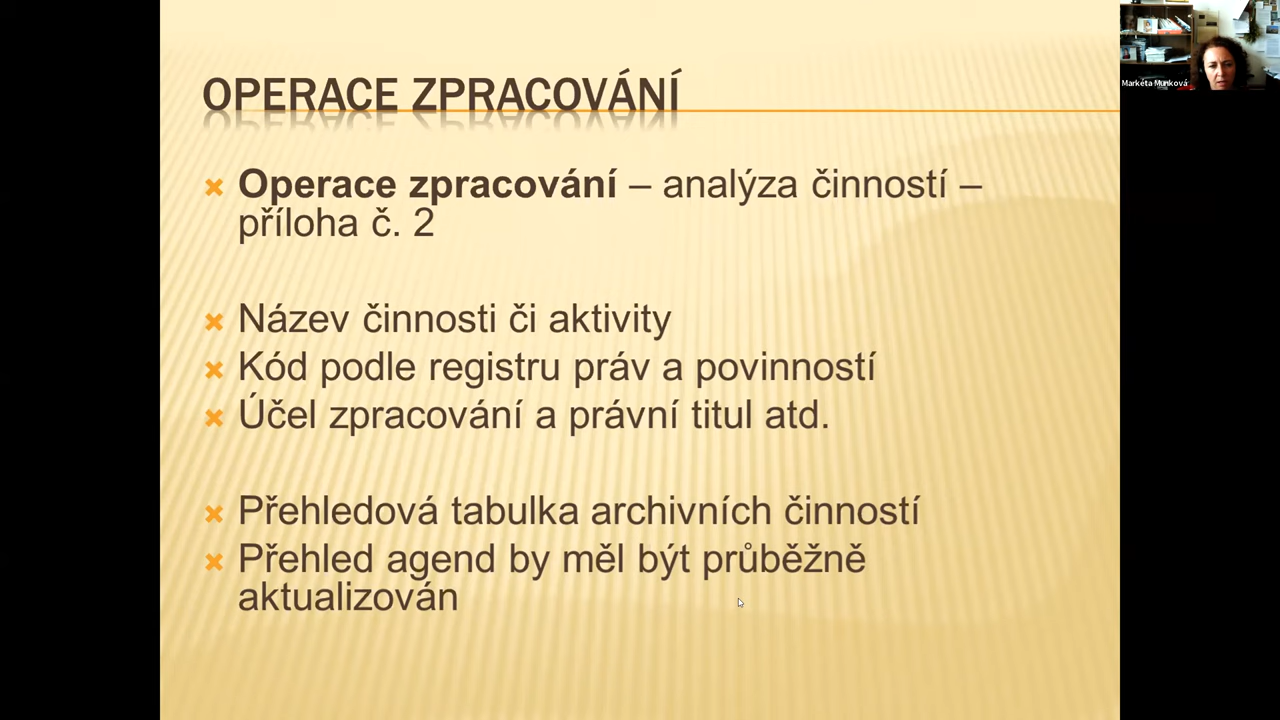 OPERACE ZPRACOVÁNÍ
Operace zpracování – analýza činností –
příloha č. 2
Název činnosti či aktivity
Kód podle registru práv a povinností
Účel zpracování a právní titul atd.
Přehledová tabulka archivních činností
Přehled agend by měl být průběžně
aktualizován
Markéta Munková